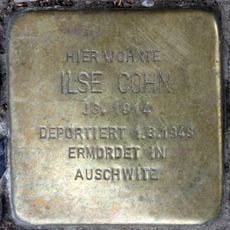 HIER WOHNTE
ILSE COHN
JG. 1914
DEPORTIERT 1.3.1943
ERMORDET IN
AUSCHWITZ